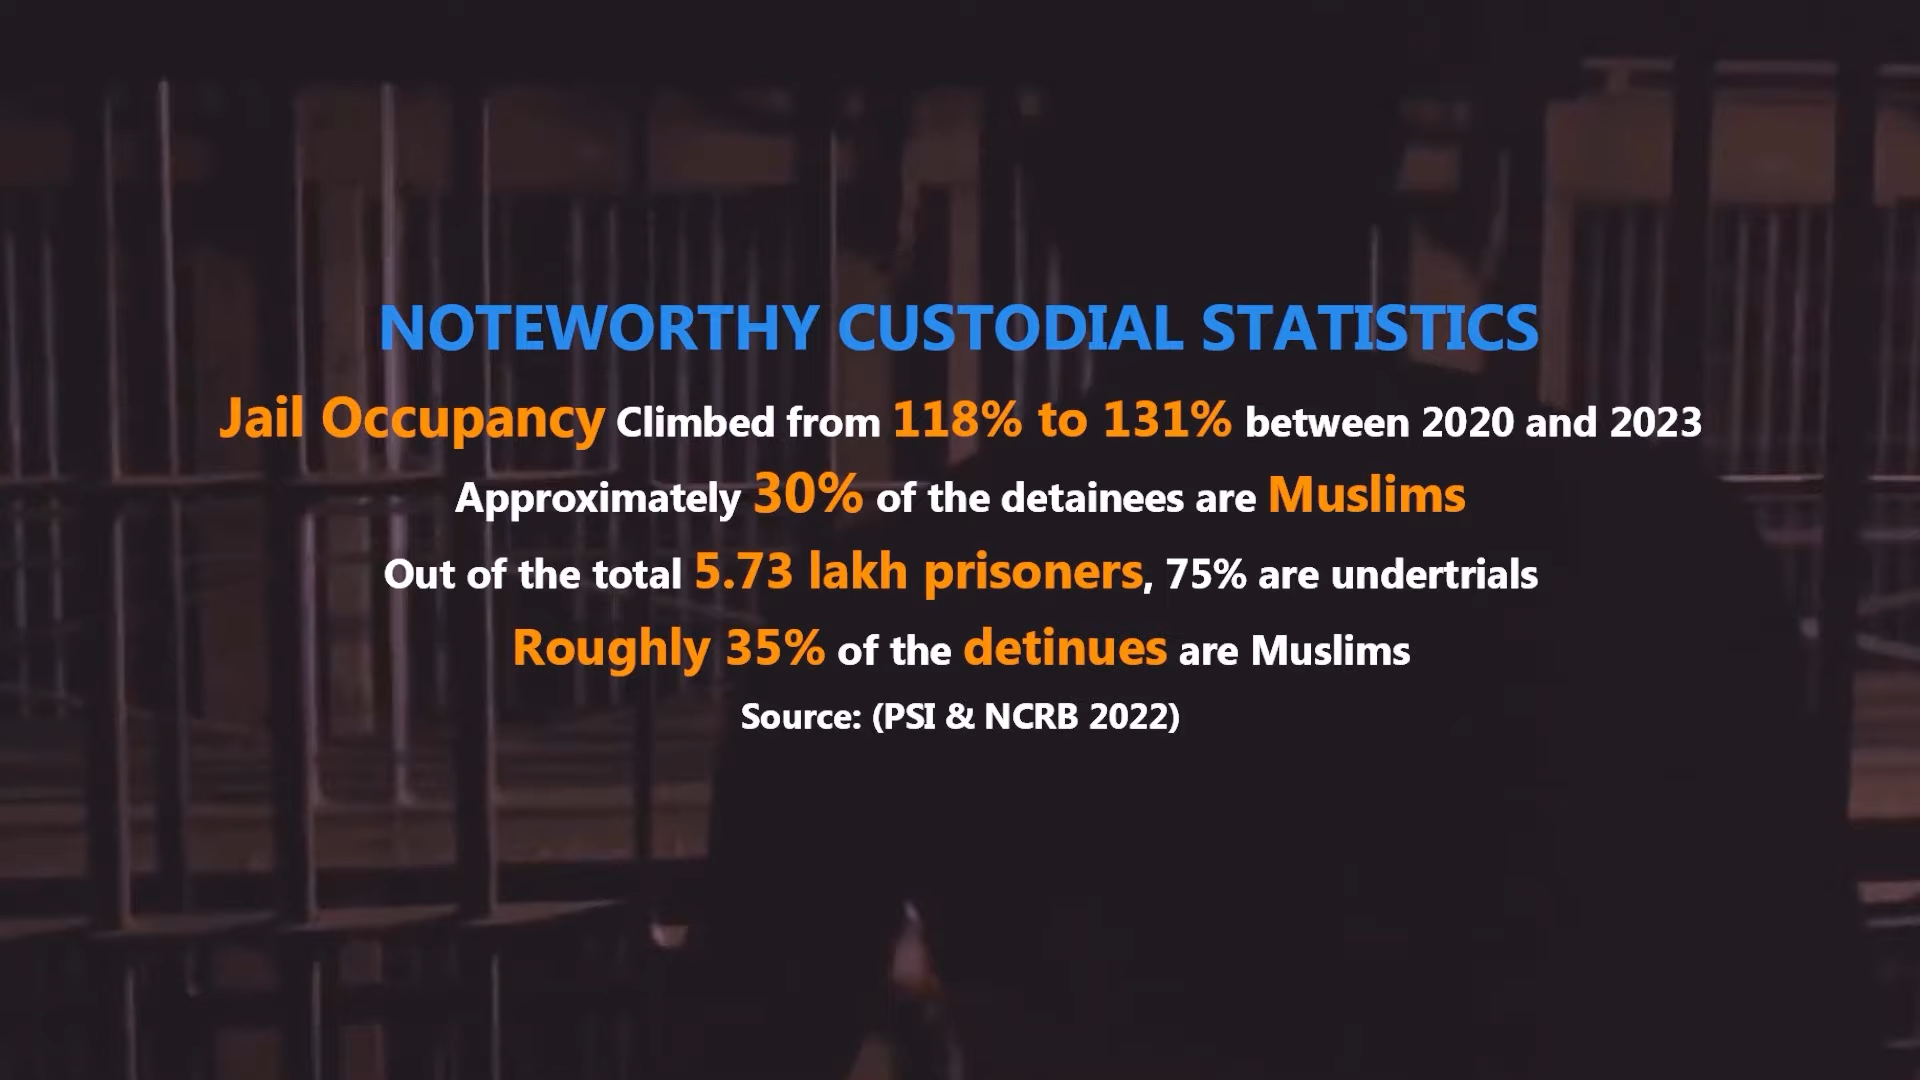 NOTEWORTHY CUSTODIAL STATISTICS
Jail Occupancy Climbed from 118% to 131% between 2020 and 2023
Approximately 30% of the detainees are Muslims
Out of the total 5.73 lakh prisoners, 75% are undertrials
Roughly 35% of the detinues are Muslims
Source: (PSI & NCRB 2022)